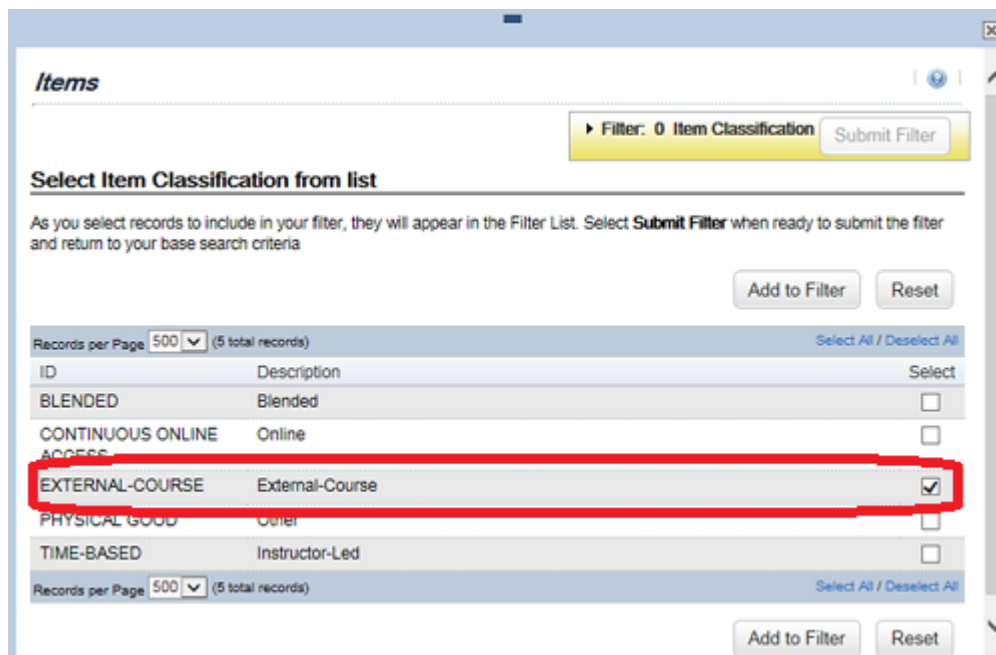 Items
Filter: 0 Item Classification Submit Filter
Select Item Classification from list
As you select records to include in your filter, they will appear in the Filter List. Select Submit Filter when ready to submit the filter
and return to your base search criteria
Add to Filter Reset
Records per Page 500 (5 total records) Select All / Deselect All
ID Description Select
BLENDED Blended
CONTINUOUS ONLINE Online
ACCESS
EXTERNAL-COURSE External-Course
PHYSICAL GOOD Other
TIME-BASED Instructor-Led
Records per Page 500 (5 total records) Select All / Deselect All
Add to Filter Reset